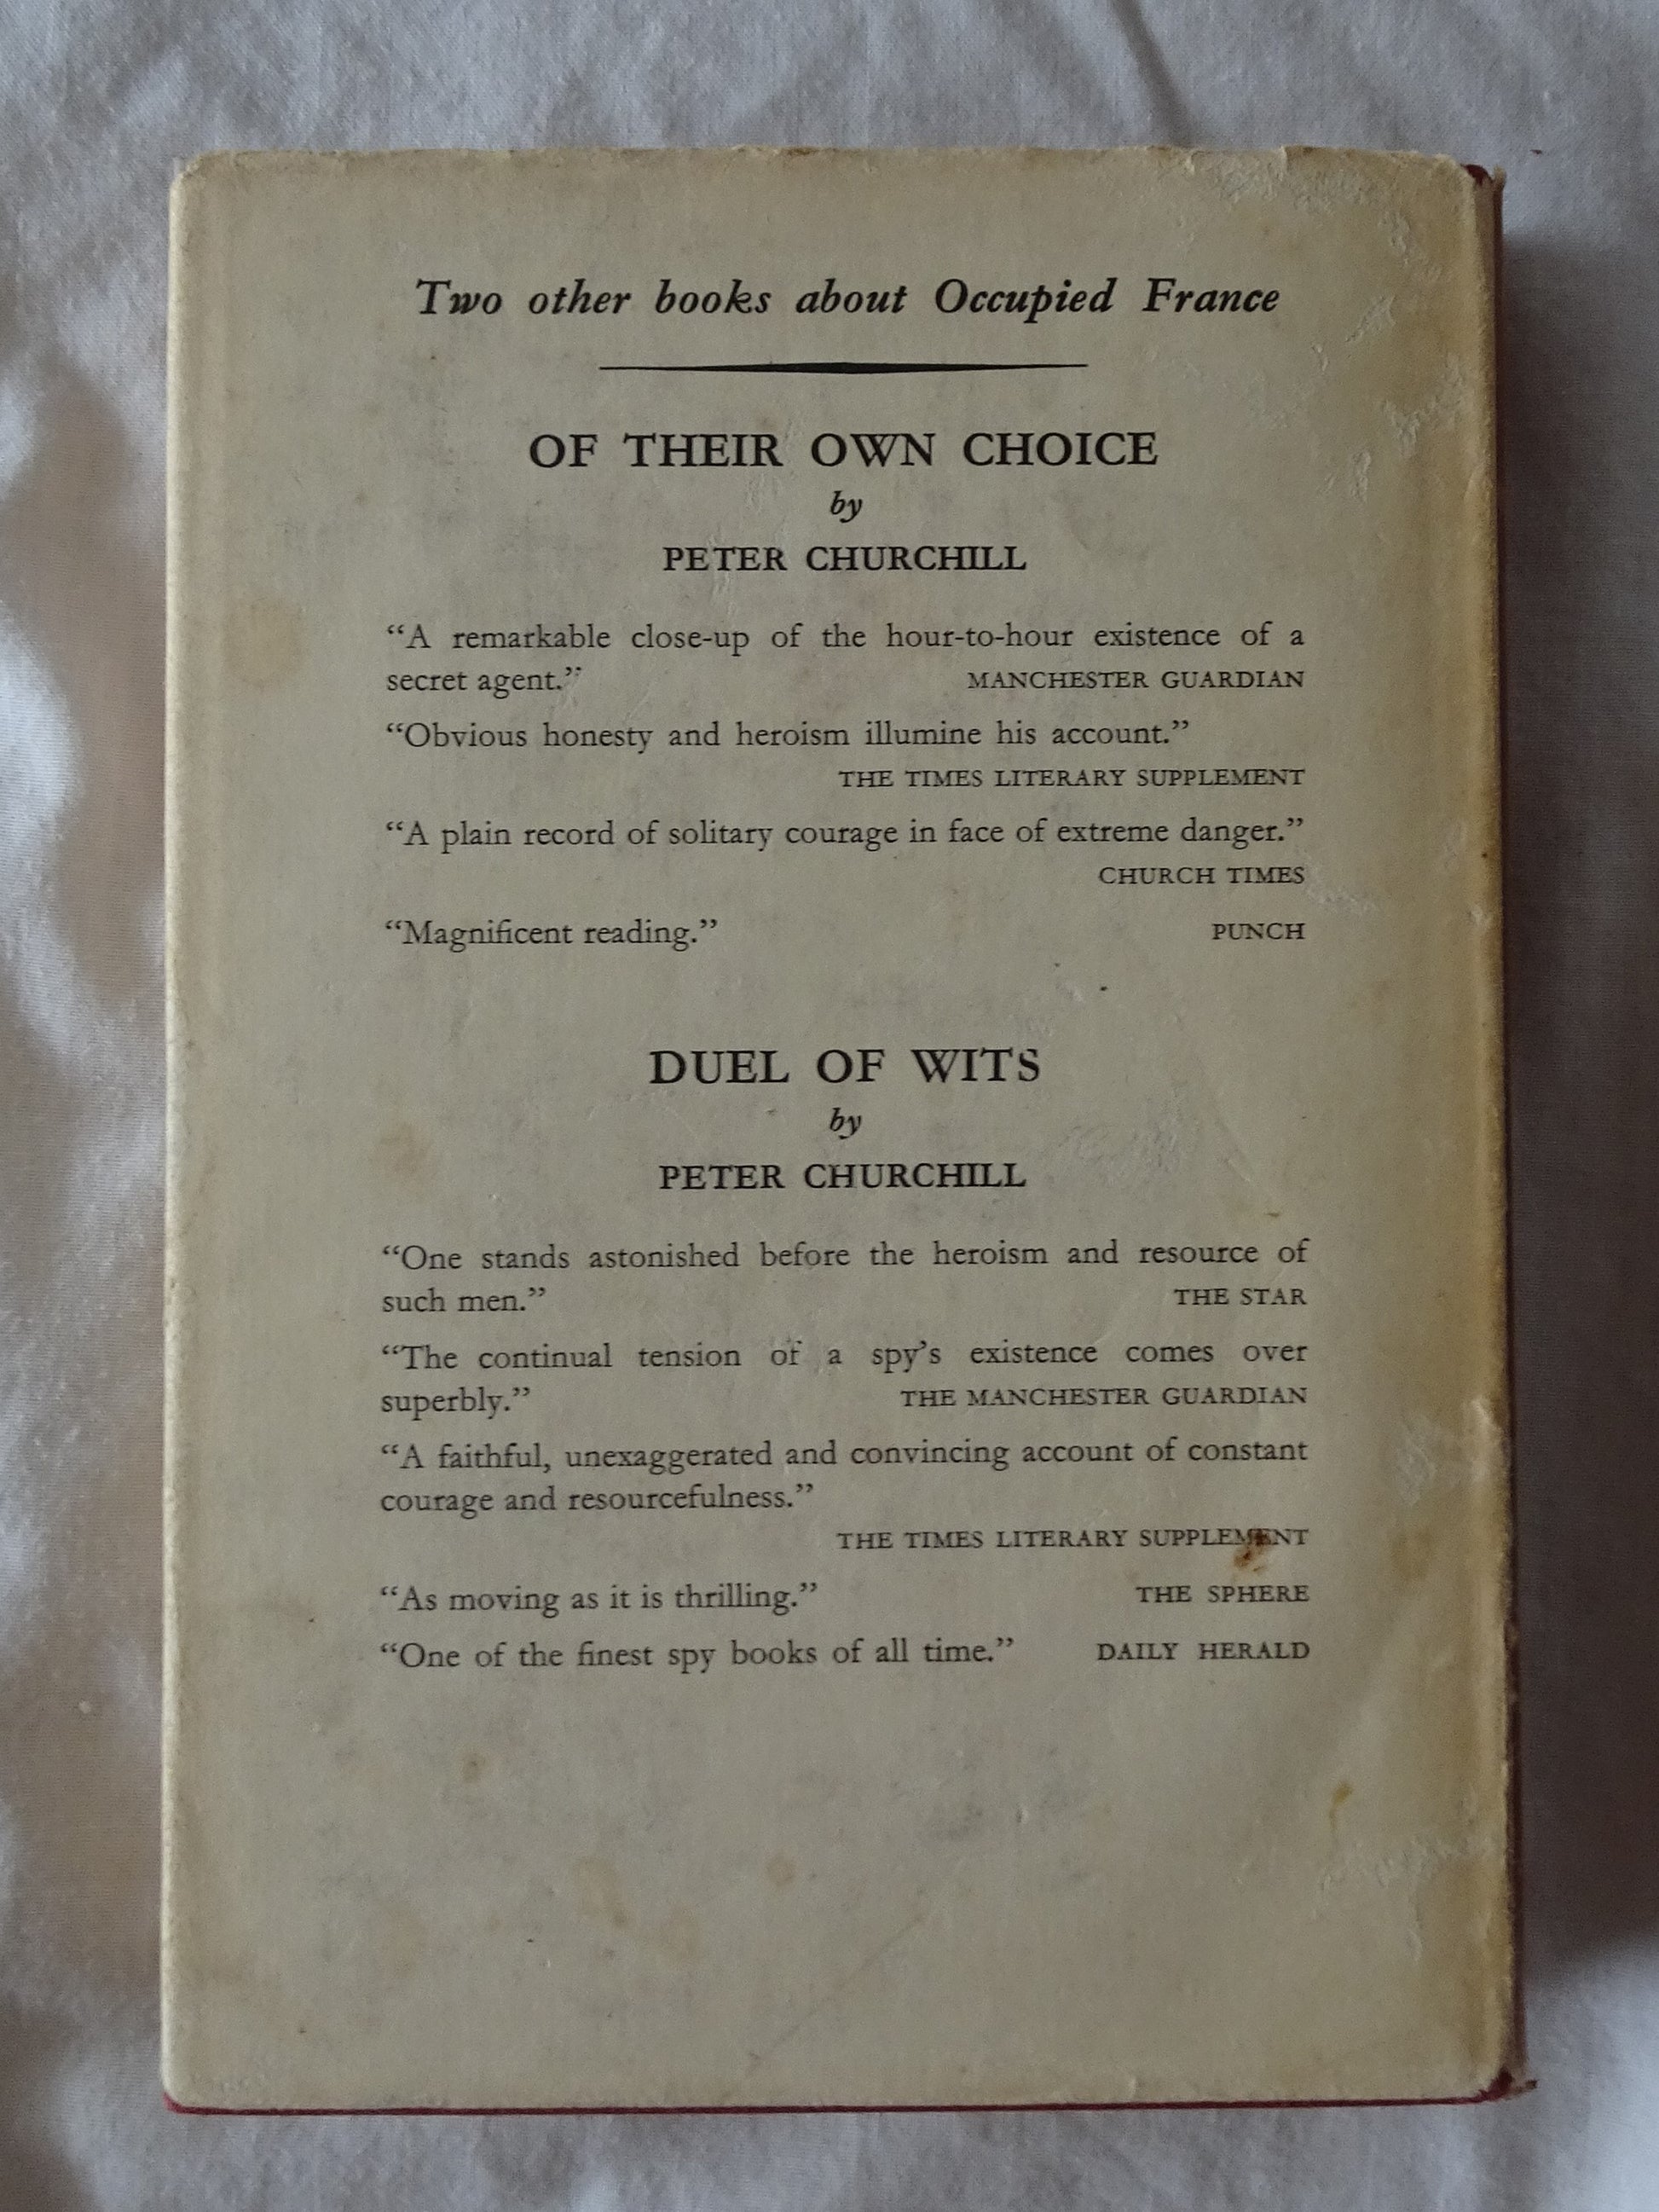 Two other books about Occupied France
OF THEIR OWN CHOICE
by
PETER CHURCHILL
“A remarkable close-up of the hour-to-hour existence of a
secret agent.” MANCHESTER GUARDIAN
“Obvious honesty and heroism illumine his account.”
THE TIMES LITERARY SUPPLEMENT
“A plain record of solitary courage in face of extreme danger.”
CHURCH TIMES
“Magnificent reading.” PUNCH
DUEL OF WITS
by
PETER CHURCHILL
“One stands astonished before the heroism and resource of
such men.” THE STAR
“The continual tension of a spy’s existence comes over
superbly.” THE MANCHESTER GUARDIAN
“A faithful, unexaggerated and convincing account of constant
courage and resourcefulness.”
THE TIMES LITERARY SUPPLEMENT
“As moving as it is thrilling.” THE SPHERE
“One of the finest spy books of all time.” DAILY HERALD